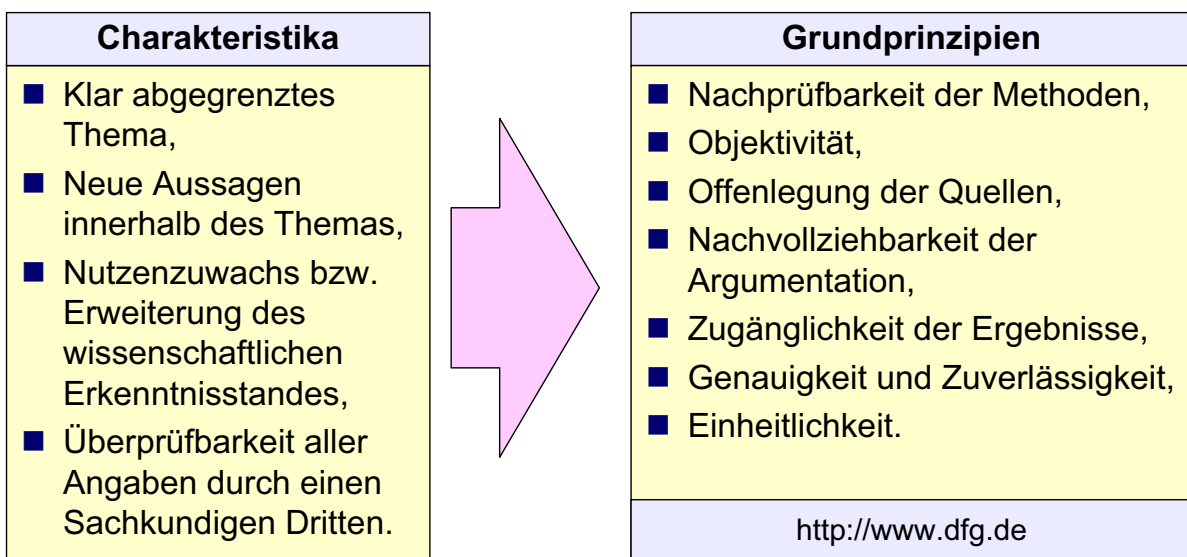 Charakteristika
Klar abgegrenztes
Thema,
Neue Aussagen
innerhalb des Themas,
Nutzenzuwachs bzw.
Erweiterung des
wissenschaftlichen
Erkenntnisstandes,
Überprüfbarkeit aller
Angaben durch einen
Sachkundigen Dritten.
Grundprinzipien
Nachprüfbarkeit der Methoden,
Objektivität,
Offenlegung der Quellen,
Nachvollziehbarkeit der
Argumentation,
Zugänglichkeit der Ergebnisse,
Genauigkeit und Zuverlässigkeit,
Einheitlichkeit.
http://www.dfg.de